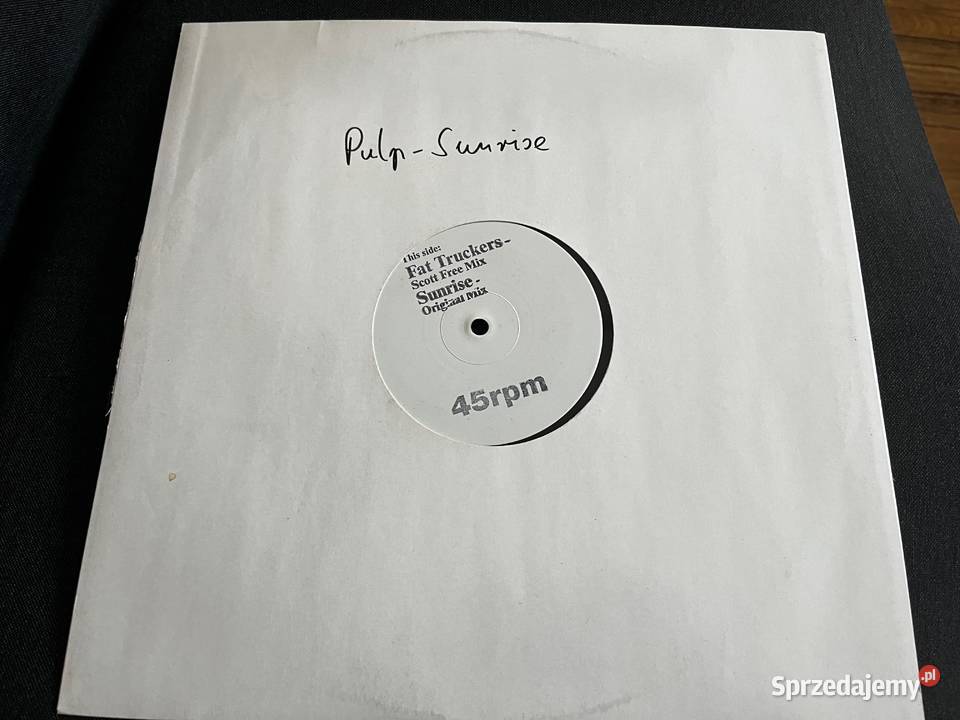 Pulp - Sunrise
This side:
Fat Truckers -
Scott Free Mix
Sunrise -
Original Mix
45rpm
Sprzedajemy.pl